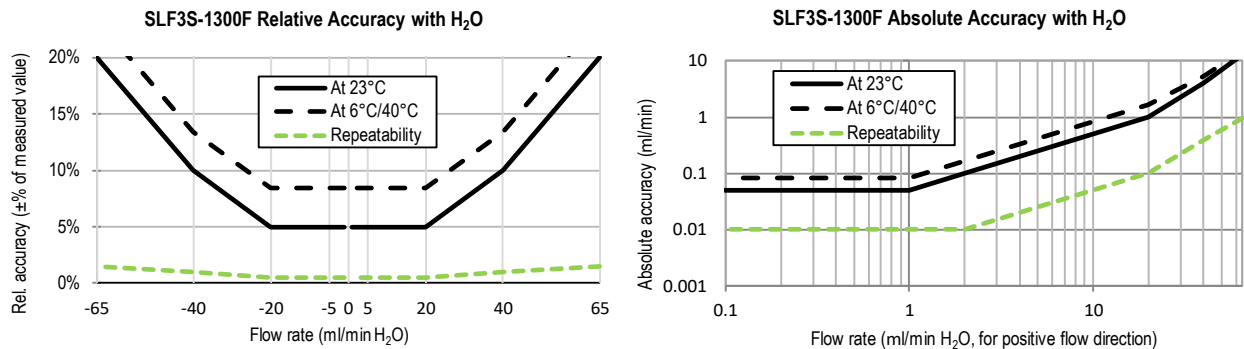 SLF3S-1300F Relative Accuracy with H₂O
Rel. accuracy (±% of measured value)
20%
15%
10%
5%
0%
At 23°C
At 6°C/40°C
Repeatability
-65 -40 -20 -5 0 5 20 40 65
Flow rate (ml/min H₂O)
SLF3S-1300F Absolute Accuracy with H₂O
Absolute accuracy (ml/min)
10
1
0.1
0.01
0.001
At 23°C
At 6°C/40°C
Repeatability
0.1 1 10
Flow rate (ml/min H₂O, for positive flow direction)